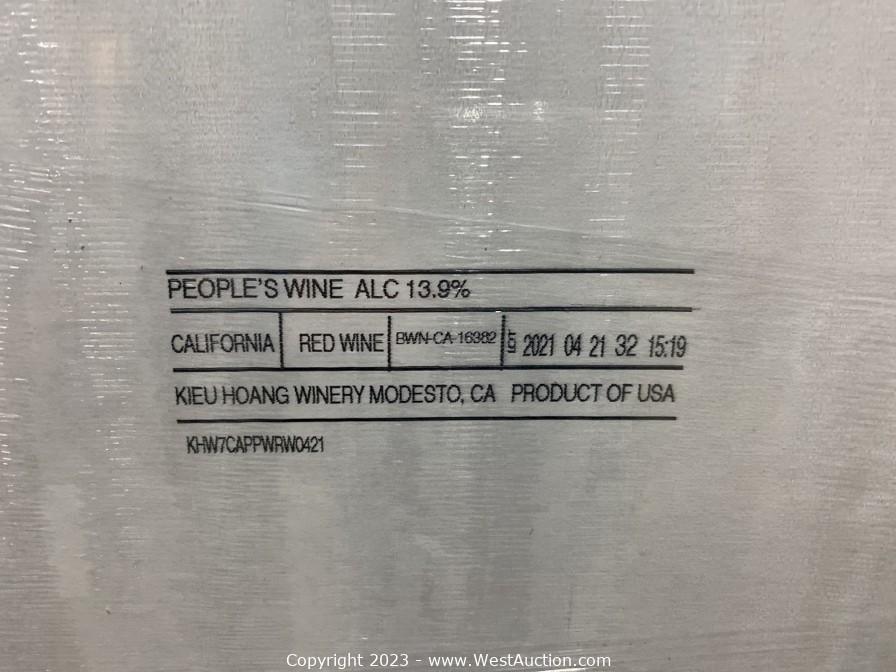 PEOPLE'S WINE ALC 13.9%
CALIFORNIA RED WINE BWN-CA-16382 LOT 2021 04 21 32 15:19
KIEU HOANG WINERY MODESTO, CA PRODUCT OF USA
KHW7CAPPWRW0421
Copyright 2023 - www.WestAuction.com